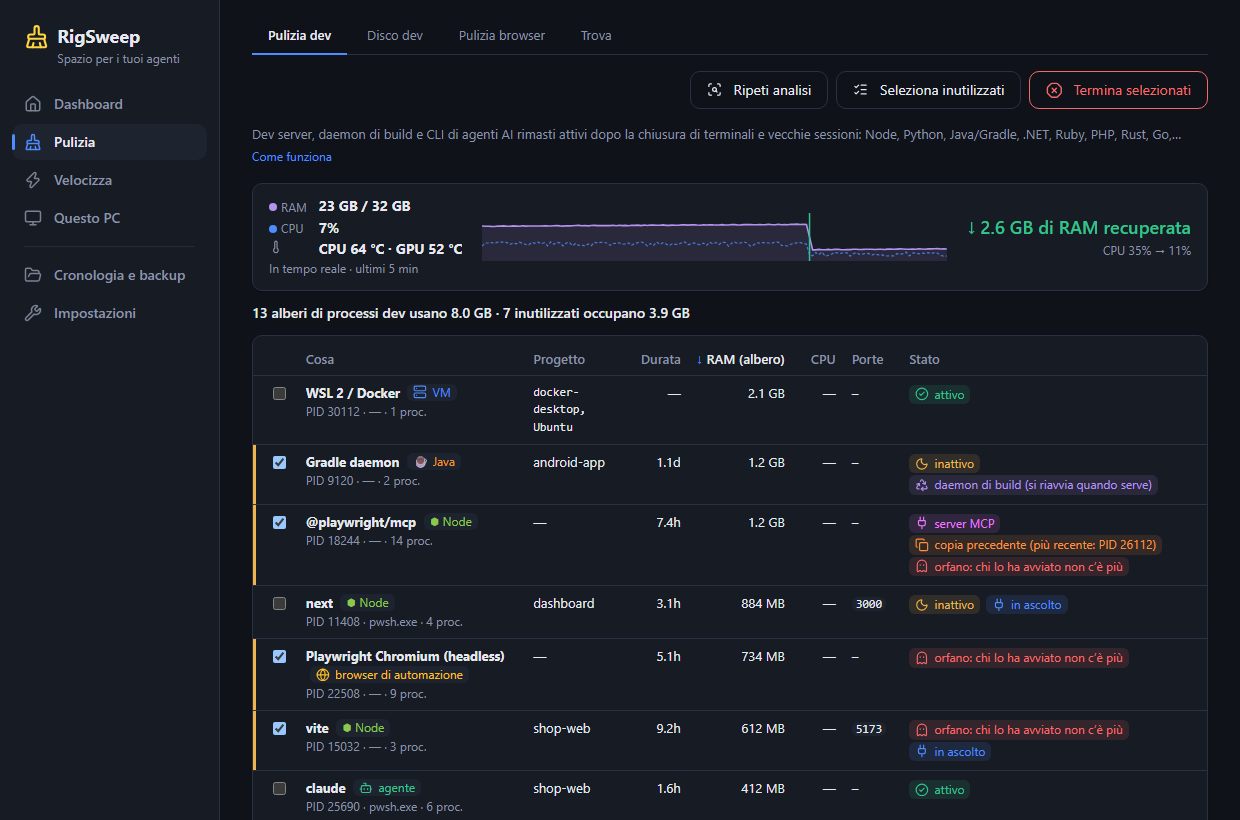 RigSweep
Spazio per i tuoi agenti
Dashboard
Pulizia
Velocizza
Questo PC
Cronologia e backup
Impostazioni
Pulizia dev
Disco dev
Pulizia browser
Trova
Ripeti analisi
Seleziona inutilizzati
Termina selezionati
Dev server, daemon di build e CLI di agenti AI rimasti attivi dopo la chiusura di terminali e vecchie sessioni: Node, Python, Java/Gradle, .NET, Ruby, PHP, Rust, Go,...
Come funziona
RAM 23 GB / 32 GB
CPU 7%
CPU 64 °C · GPU 52 °C
In tempo reale · ultimi 5 min
↓ 2.6 GB di RAM recuperata
CPU 35% → 11%
13 alberi di processi dev usano 8.0 GB · 7 inutilizzati occupano 3.9 GB
Cosa Progetto Durata ↓ RAM (albero) CPU Porte Stato
WSL 2 / Docker VM docker- — 2.1 GB — – attivo
PID 30112 · — · 1 proc. desktop,
Ubuntu
Gradle daemon Java android-app 1.1d 1.2 GB — – inattivo
PID 9120 · — · 2 proc. daemon di build (si riavvia quando serve)
@playwright/mcp Node — 7.4h 1.2 GB — – server MCP
PID 18244 · — · 14 proc. copia precedente (più recente: PID 26112)
orfano: chi lo ha avviato non c'è più
next Node dashboard 3.1h 884 MB — 3000 inattivo in ascolto
PID 11408 · pwsh.exe · 4 proc.
Playwright Chromium (headless) — 5.1h 734 MB — – orfano: chi lo ha avviato non c'è più
browser di automazione
PID 22508 · — · 9 proc.
vite Node shop-web 9.2h 612 MB — 5173 orfano: chi lo ha avviato non c'è più
PID 15032 · — · 3 proc. in ascolto
claude agente shop-web 1.6h 412 MB — – attivo
PID 25690 · pwsh.exe · 6 proc.